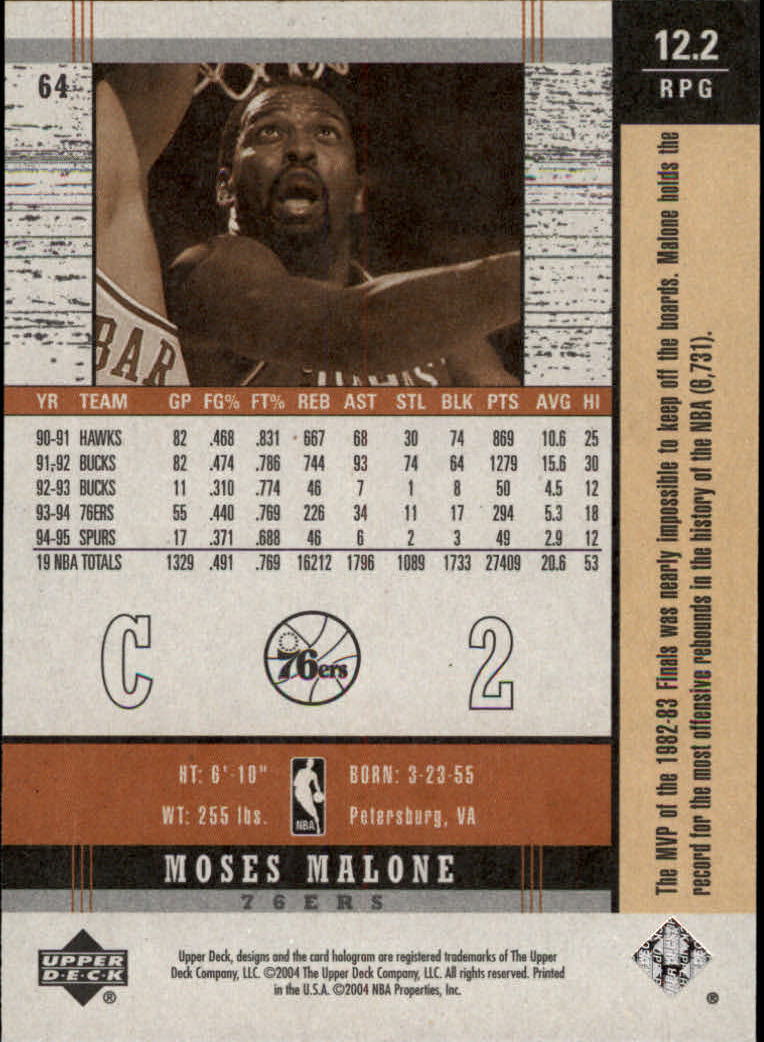 12.2
RPG
64
BAR
YR TEAM GP FG% FT% REB AST STL BLK PTS AVG HI
90-91 HAWKS 82 .468 .831 667 68 30 74 869 10.6 25
91-92 BUCKS 82 .474 .786 744 93 74 64 1279 15.6 30
92-93 BUCKS 11 .310 .774 46 7 1 8 50 4.5 12
93-94 76ERS 55 .440 .769 226 34 11 17 294 5.3 18
94-95 SPURS 17 .371 .688 46 6 2 3 49 2.9 12
19 NBA TOTALS 1329 .491 .769 16212 1796 1089 1733 27409 20.6 53
C 76ers 2
HT: 6'-10" BORN: 3-23-55
WT: 255 lbs. NBA Petersburg, VA
MOSES MALONE
76ERS
The MVP of the 1982-83 Finals was nearly impossible to keep off the boards. Malone holds the
record for the most offensive rebounds in the history of the NBA (6,731).
UPPER
D·E·C·K
®
Upper Deck, designs and the card hologram are registered trademarks of The Upper
Deck Company, LLC. ©2004 The Upper Deck Company, LLC. All rights reserved. Printed
in the U.S.A. ©2004 NBA Properties, Inc.
®